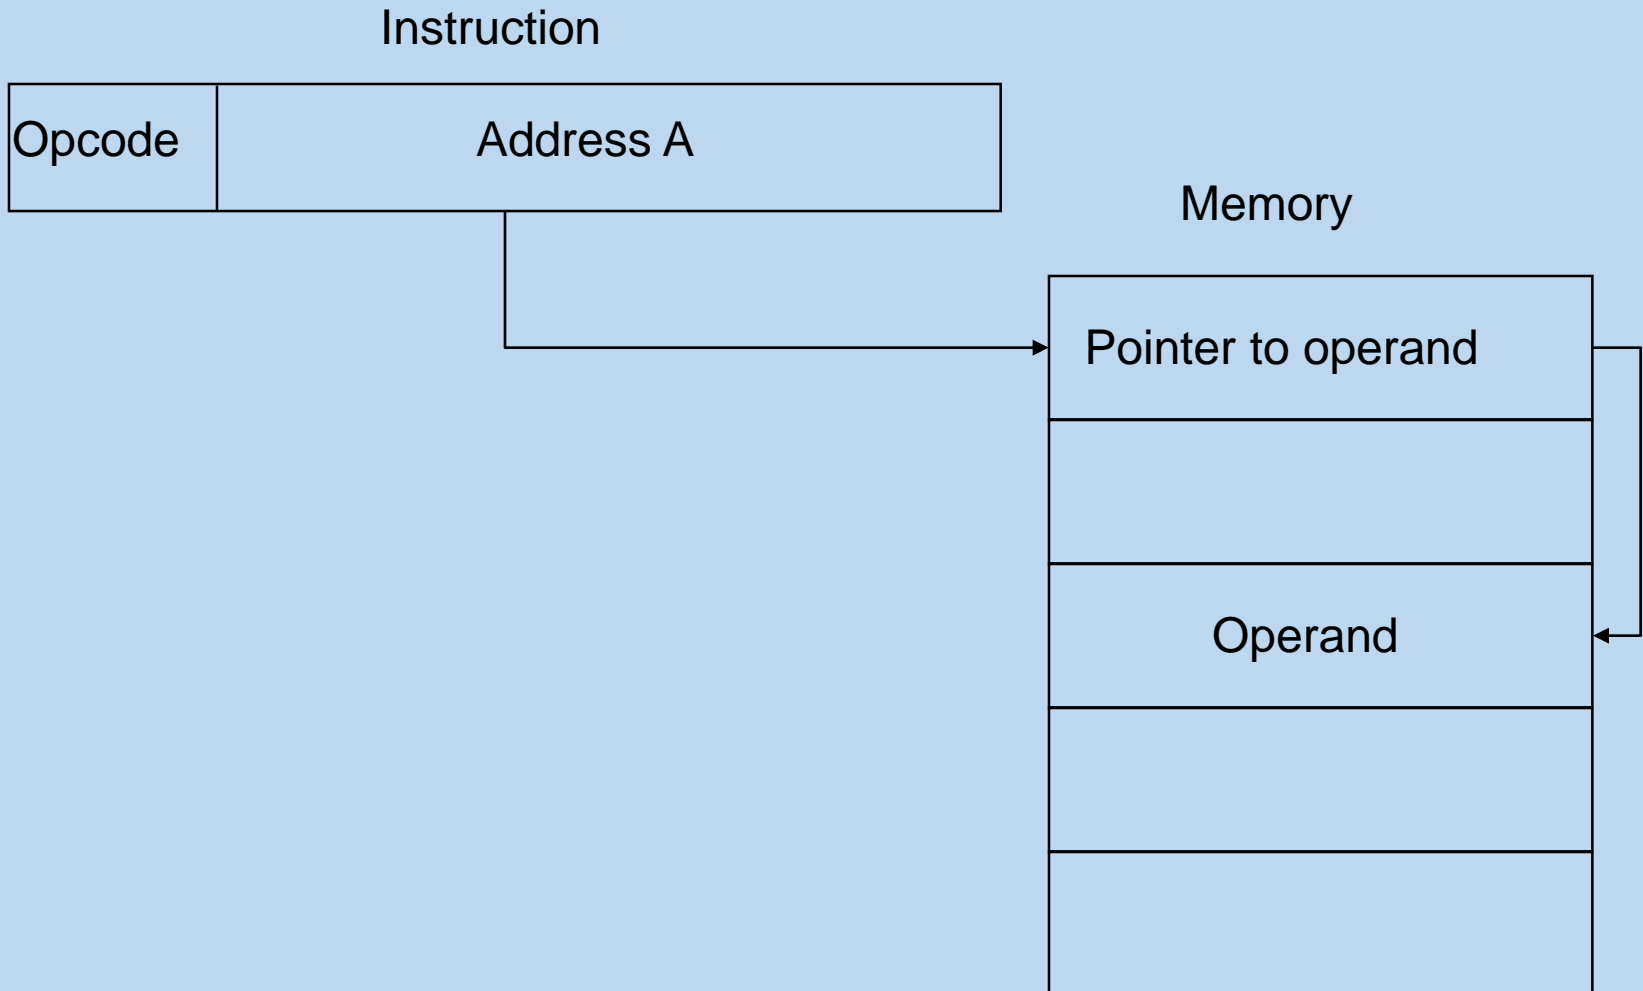 Instruction
Opcode
Address A
Memory
Pointer to operand
Operand